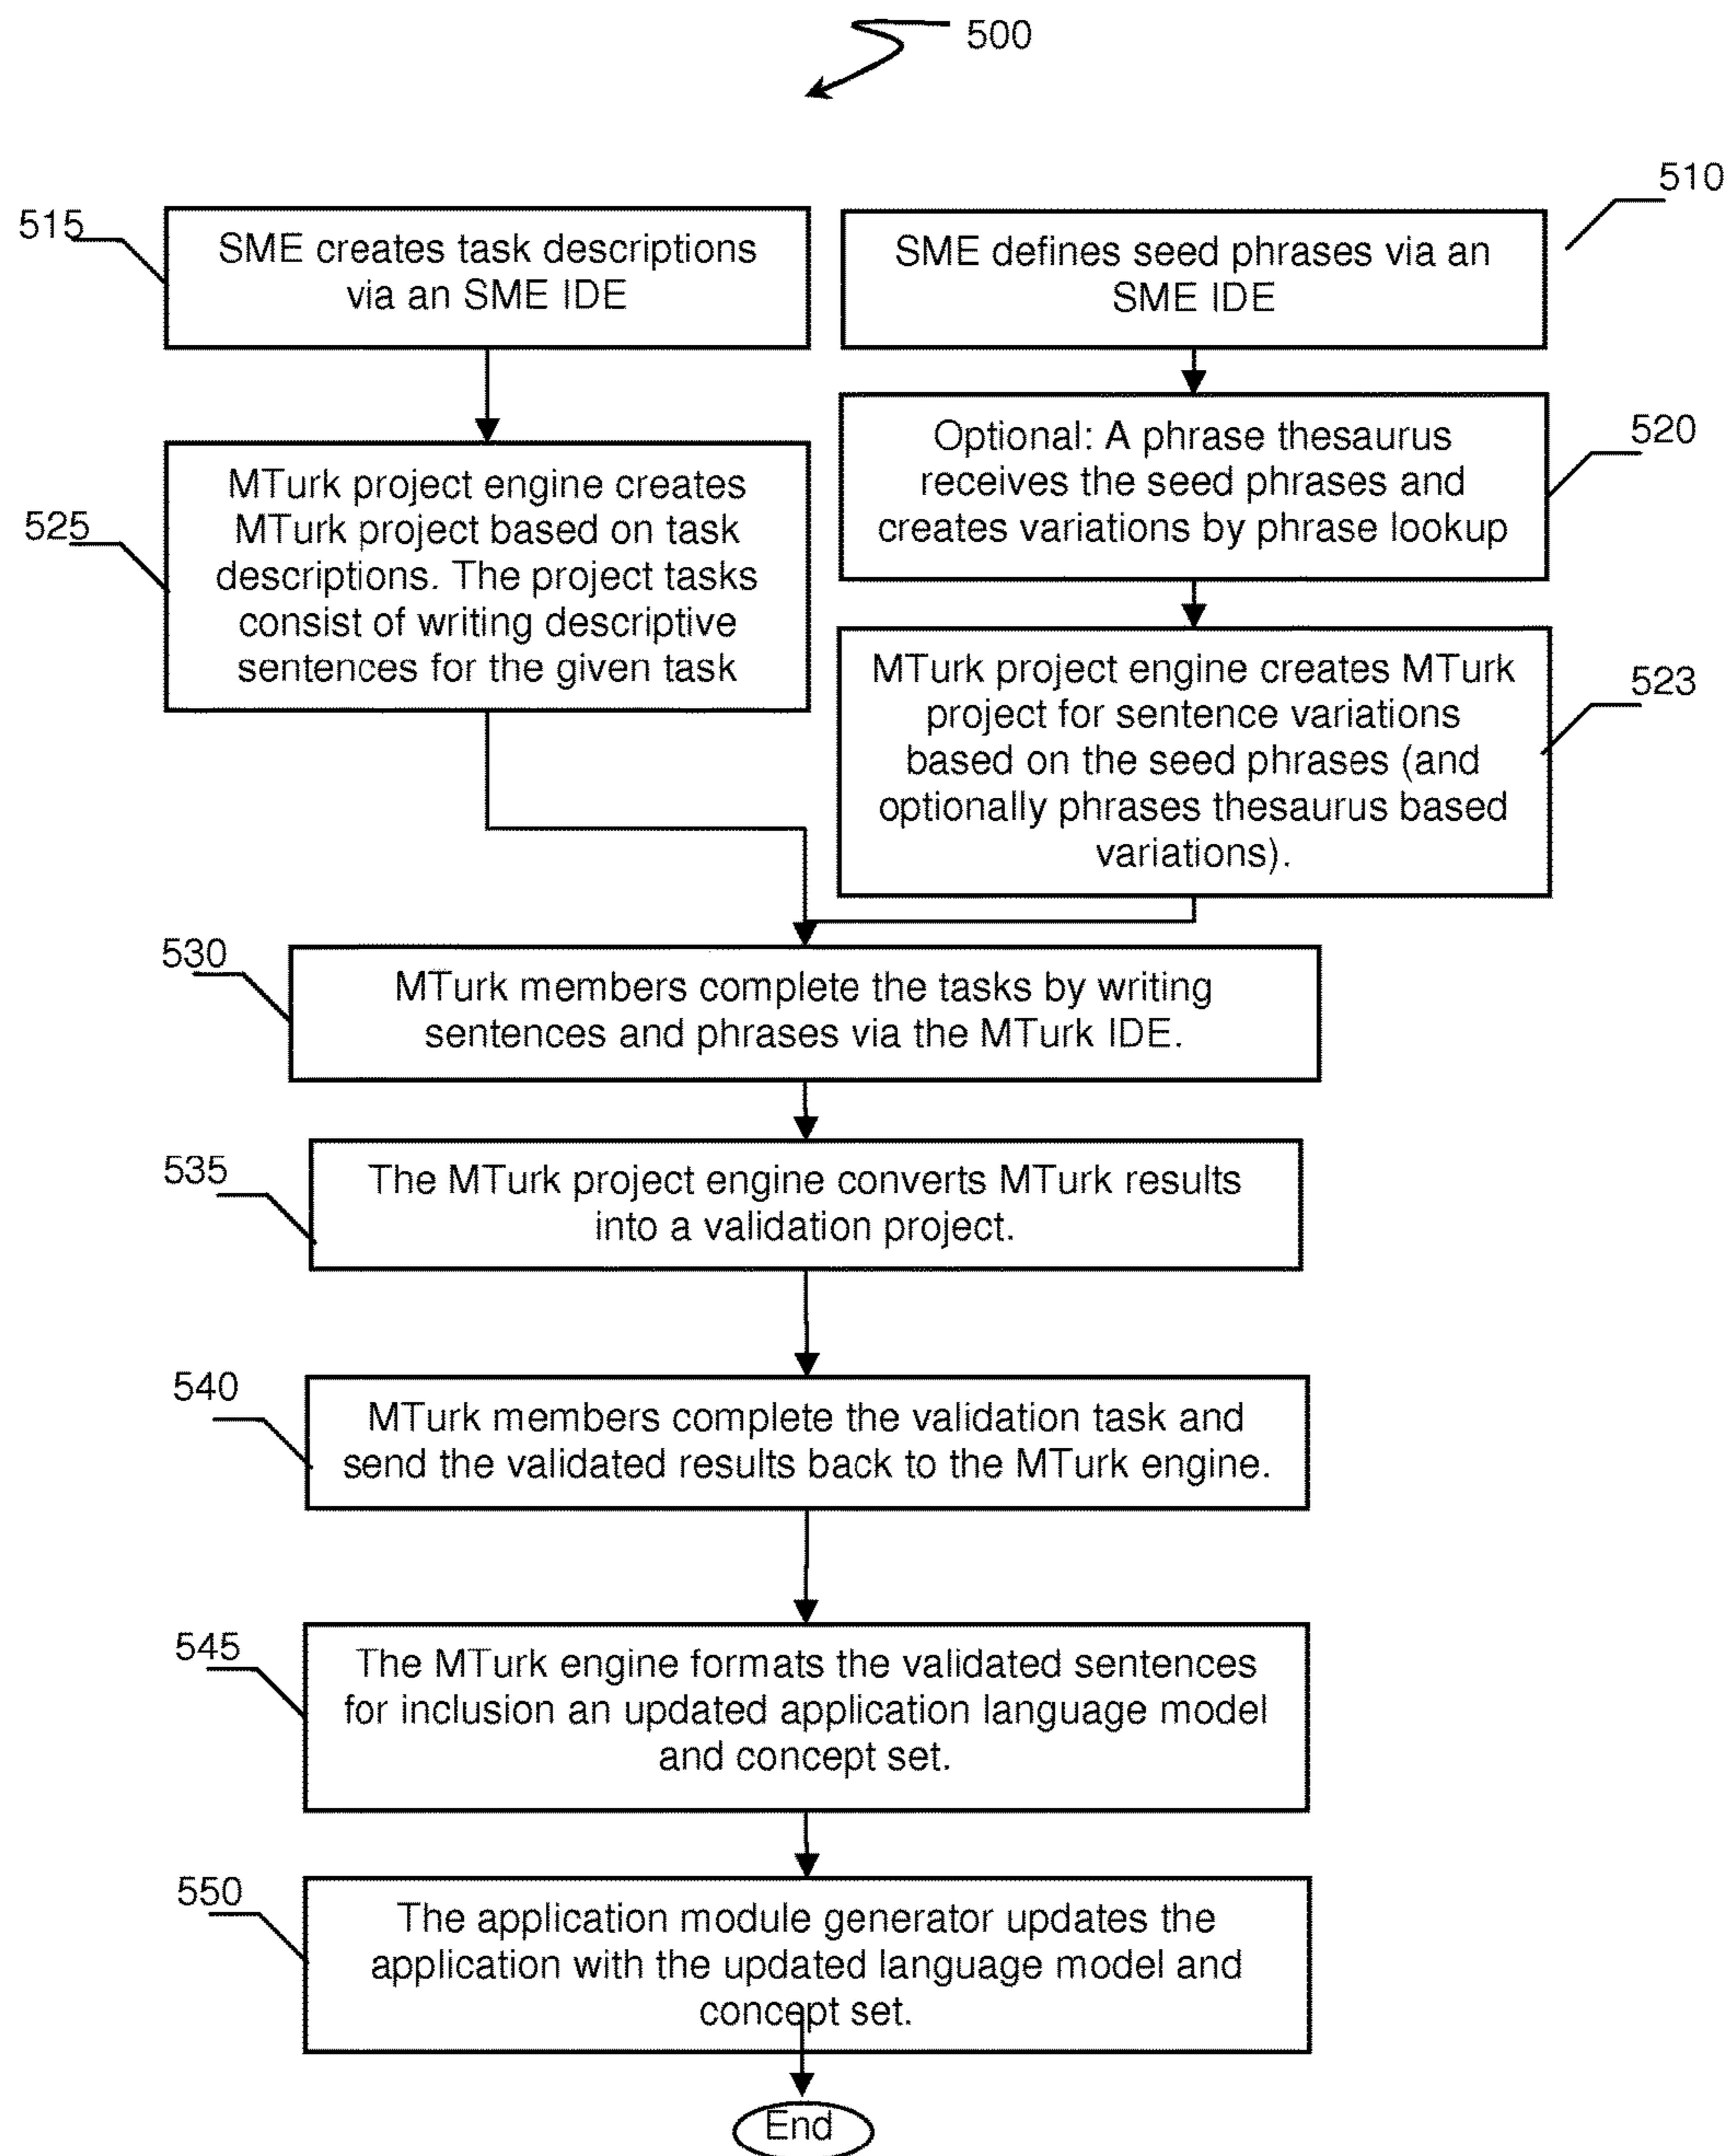 500
510
515
SME creates task descriptions
via an SME IDE
SME defines seed phrases via an
SME IDE
520
Optional: A phrase thesaurus
receives the seed phrases and
creates variations by phrase lookup
525
MTurk project engine creates
MTurk project based on task
descriptions. The project tasks
consist of writing descriptive
sentences for the given task
523
MTurk project engine creates MTurk
project for sentence variations
based on the seed phrases (and
optionally phrases thesaurus based
variations).
530
MTurk members complete the tasks by writing
sentences and phrases via the MTurk IDE.
535
The MTurk project engine converts MTurk results
into a validation project.
540
MTurk members complete the validation task and
send the validated results back to the MTurk engine.
545
The MTurk engine formats the validated sentences
for inclusion an updated application language model
and concept set.
550
The application module generator updates the
application with the updated language model and
concept set.
End